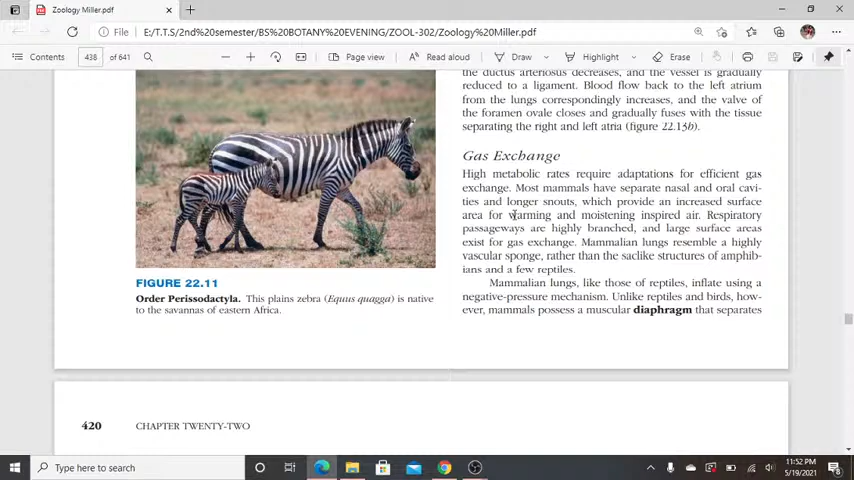 Zoology Miller.pdf
File
E:/T.T.S/2nd%20semester/BS%20BOTANY%20EVENING/ZOOL-302/Zoology%20Miller.pdf
Contents
438
of 641
Page view
Read aloud
Draw
Highlight
Erase
FIGURE 22.11
Order Perissodactyla. This plains zebra (Equus quagga) is native
to the savannas of eastern Africa.
the ductus arteriosus decreases, and the vessel is gradually
reduced to a ligament. Blood flow back to the left atrium
from the lungs correspondingly increases, and the valve of
the foramen ovale closes and gradually fuses with the tissue
separating the right and left atria (figure 22.13b).
Gas Exchange
High metabolic rates require adaptations for efficient gas
exchange. Most mammals have separate nasal and oral cavi-
ties and longer snouts, which provide an increased surface
area for warming and moistening inspired air. Respiratory
passageways are highly branched, and large surface areas
exist for gas exchange. Mammalian lungs resemble a highly
vascular sponge, rather than the saclike structures of amphib-
ians and a few reptiles.
Mammalian lungs, like those of reptiles, inflate using a
negative-pressure mechanism. Unlike reptiles and birds, how-
ever, mammals possess a muscular diaphragm that separates
420
CHAPTER TWENTY-TWO
Type here to search
11:52 PM
5/19/2021